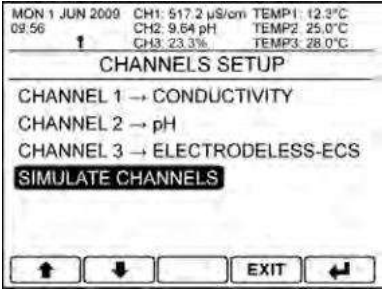 MON 1 JUN 2009 CH1: 517.2 µS/cm TEMP1: 12.3°C
09:56 CH2: 9.64 pH TEMP2: 25.0°C
CH3: 23.3% TEMP3: 28.0°C
CHANNELS SETUP
CHANNEL 1 → CONDUCTIVITY
CHANNEL 2 → pH
CHANNEL 3 → ELECTRODELESS-ECS
SIMULATE CHANNELS
EXIT